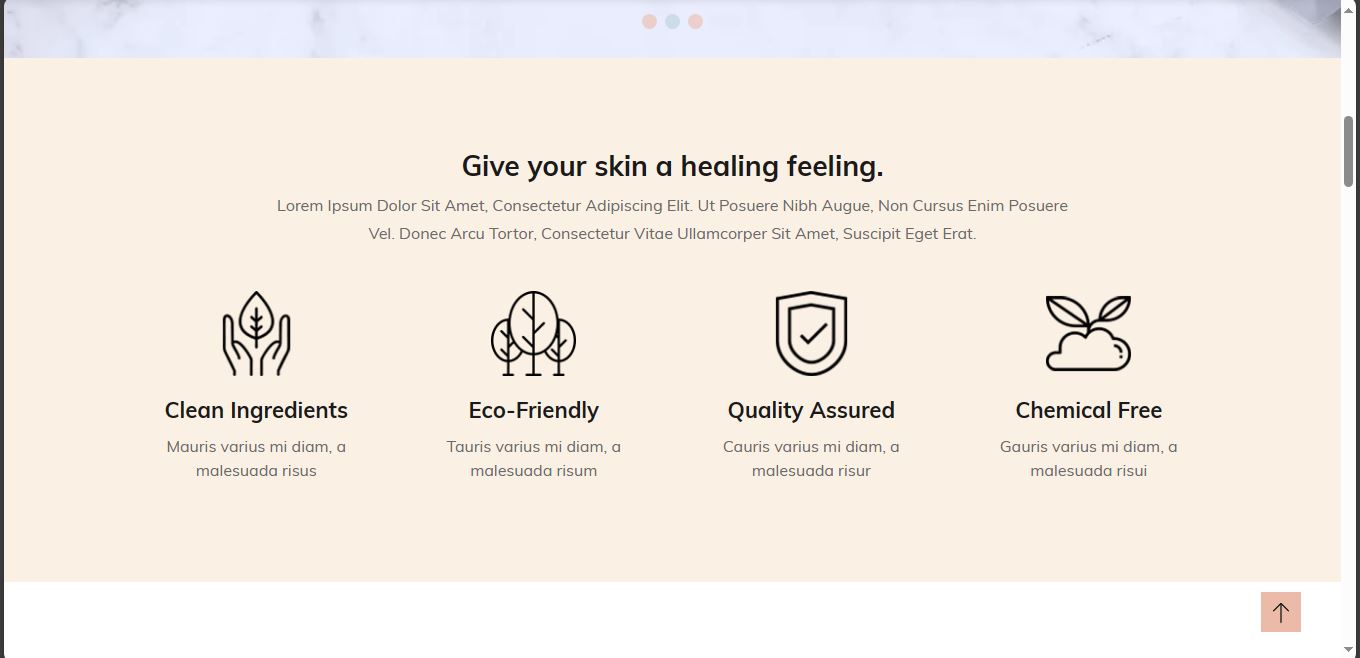 Give your skin a healing feeling.
Lorem Ipsum Dolor Sit Amet, Consectetur Adipiscing Elit. Ut Posuere Nibh Augue, Non Cursus Enim Posuere
Vel. Donec Arcu Tortor, Consectetur Vitae Ullamcorper Sit Amet, Suscipit Eget Erat.
Clean Ingredients
Mauris varius mi diam, a
malesuada risus
Eco-Friendly
Tauris varius mi diam, a
malesuada risum
Quality Assured
Cauris varius mi diam, a
malesuada risur
Chemical Free
Gauris varius mi diam, a
malesuada risui